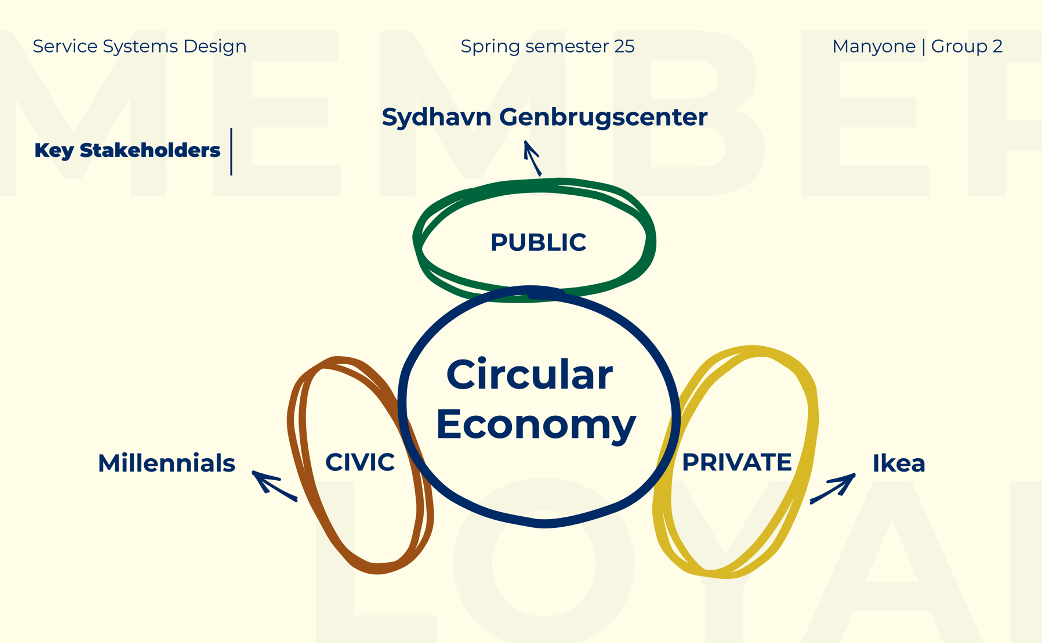 MEMBER
Service Systems Design
Spring semester 25
Manyone | Group 2
Sydhavn Genbrugscenter
Key Stakeholders
PUBLIC
Circular
Economy
Millennials
CIVIC
PRIVATE
Ikea
LOYAL